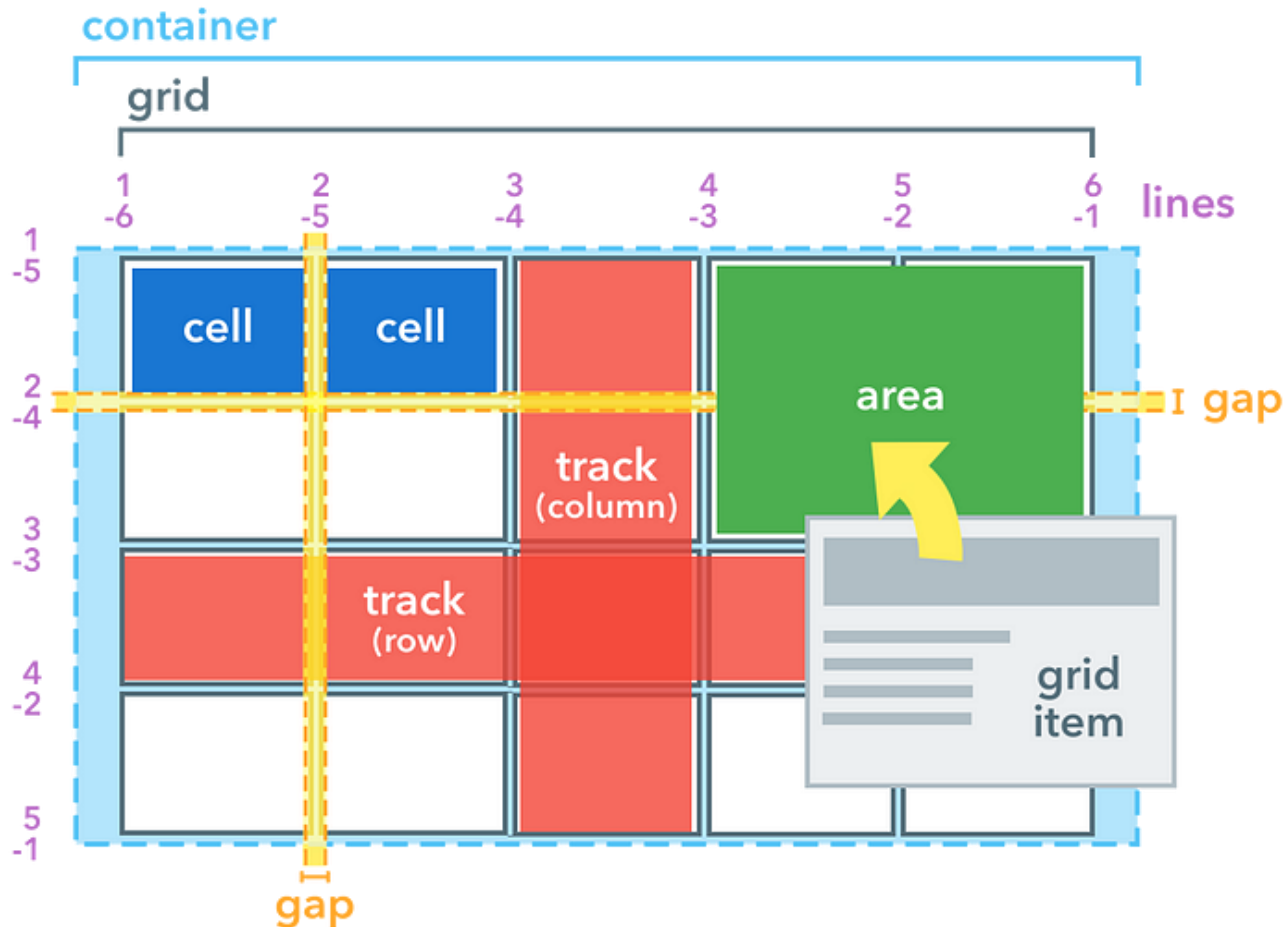 container
grid
1 2 3 4 5 6
-6 -5 -4 -3 -2 -1
lines
1
-5
cell cell
2
-4
area
gap
track
(column)
3
-3
track
(row)
4
-2
grid
item
5
-1
gap